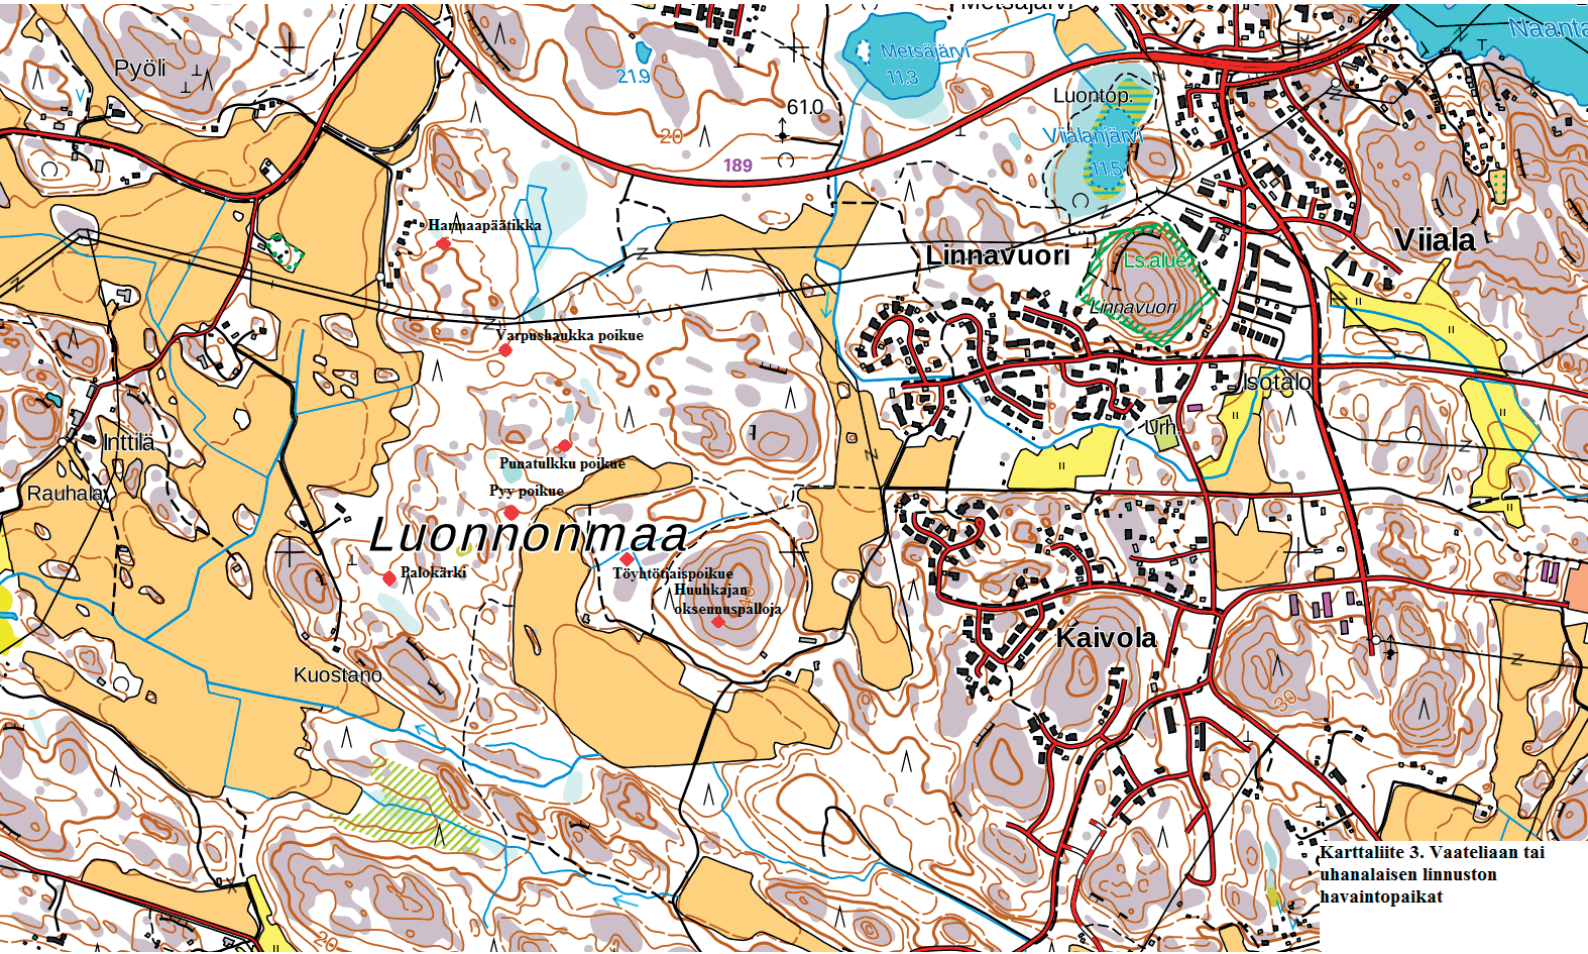 Metsäjärvi
Naanta
Pyöli
Metsäjärvi
21.9
11.3
61.0
Luontop.
20
Viialanjärvi
189
11.5
Harmaapäätikka
Linnavuori
Ls.alue
Viiala
Linnavuori
Varpushaukka poikue
Isotalo
Urh.
Inttilä
Punatulkku poikue
Rauhala
Pyy poikue
Luonnonmaa
Palokärki
Töyhtötiaispoikue
Huuhkajan
oksennuspalloja
Kaivola
Kuostano
30
20
Karttaliite 3. Vaateliaan tai
uhanalaisen linnuston
havaintopaikat